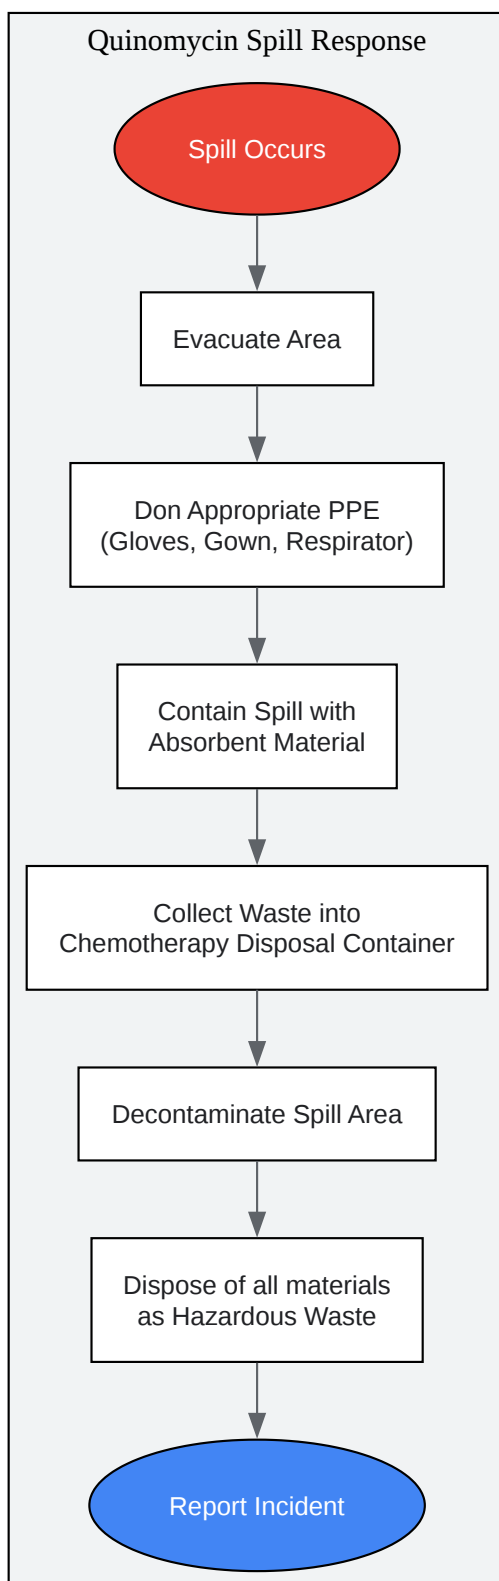 Quinomycin Spill Response
Spill Occurs
Evacuate Area
Don Appropriate PPE
(Gloves, Gown, Respirator)
Contain Spill with
Absorbent Material
Collect Waste into
Chemotherapy Disposal Container
Decontaminate Spill Area
Dispose of all materials
as Hazardous Waste
Report Incident